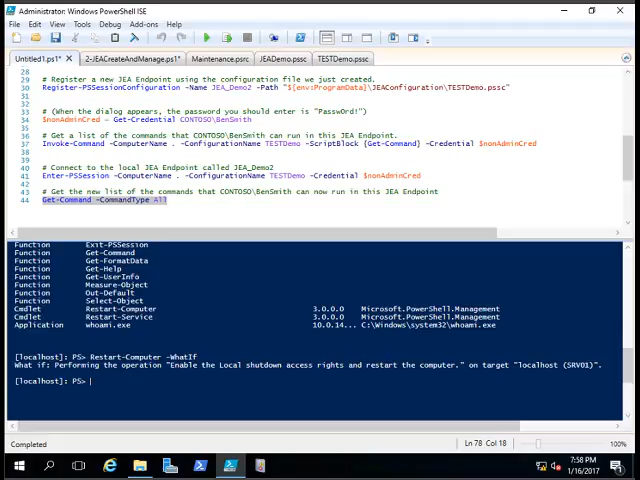 Administrator: Windows PowerShell ISE
File Edit View Tools Debug Add-ons Help
Untitled1.ps1* X 2-JEACreateAndManage.ps1* Maintenance.psrc JEADemo.pssc TESTDemo.pssc
28
29 # Register a new JEA Endpoint using the configuration file we just created.
30 Register-PSSessionConfiguration -Name JEA_Demo2 -Path "${env:ProgramData}\JEAConfiguration\TESTDemo.pssc"
31
32
33 # (When the dialog appears, the password you should enter is "PassW0rd!")
34 $nonAdminCred = Get-Credential CONTOSO\BenSmith
35
36 # Get a list of the commands that CONTOSO\BenSmith can run in this JEA Endpoint.
37 Invoke-Command -ComputerName . -ConfigurationName TESTDemo -ScriptBlock {Get-Command} -Credential $nonAdminCred
38
39
40 # Connect to the local JEA Endpoint called JEA_Demo2
41 Enter-PSSession -ComputerName . -ConfigurationName TESTDemo -Credential $nonAdminCred
42
43 # Get the new list of the commands that CONTOSO\BenSmith can now run in this JEA Endpoint
44 Get-Command -CommandType All
Function Exit-PSSession
Function Get-Command
Function Get-FormatData
Function Get-Help
Function Get-UserInfo
Function Measure-Object
Function Out-Default
Function Select-Object
Cmdlet Restart-Computer 3.0.0.0 Microsoft.PowerShell.Management
Cmdlet Restart-Service 3.0.0.0 Microsoft.PowerShell.Management
Application whoami.exe 10.0.14... C:\Windows\system32\whoami.exe
[localhost]: PS> Restart-Computer -WhatIf
What if: Performing the operation "Enable the Local shutdown access rights and restart the computer." on target "localhost (SRV01)".
[localhost]: PS>
Completed Ln 78 Col 18 100%
7:58 PM
1/16/2017